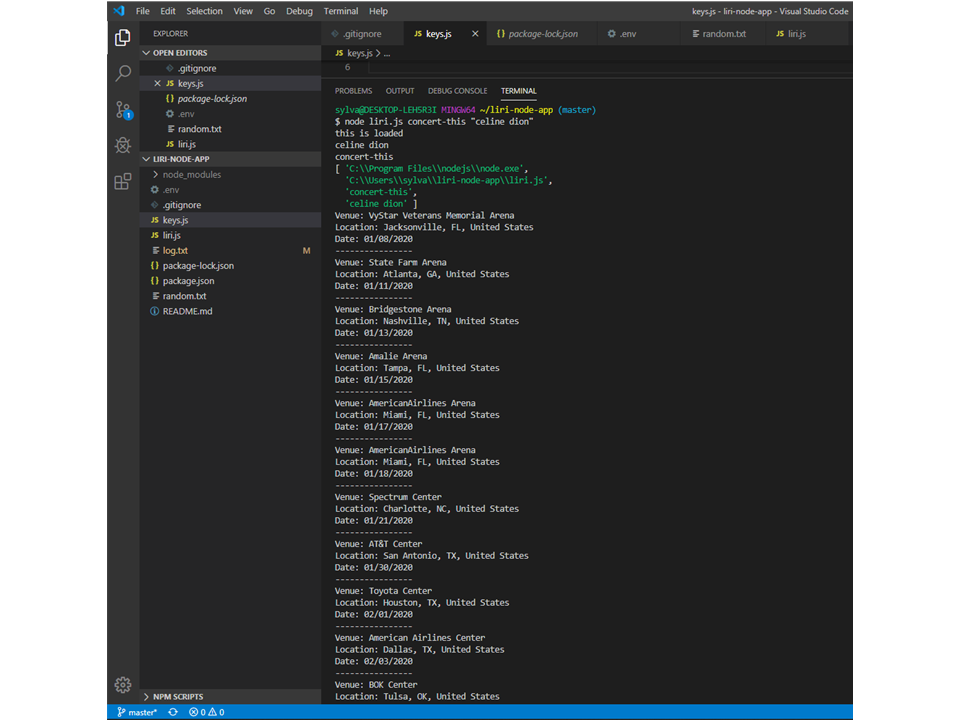 File Edit Selection View Go Debug Terminal Help keys.js - liri-node-app - Visual Studio Code
EXPLORER
OPEN EDITORS
.gitignore
JS keys.js
{} package-lock.json
.env
random.txt
JS liri.js
LIRI-NODE-APP
node_modules
.env
.gitignore
JS keys.js
JS liri.js
log.txt M
{} package-lock.json
{} package.json
random.txt
README.md
NPM SCRIPTS
1
.gitignore JS keys.js {} package-lock.json .env random.txt JS liri.js
JS keys.js > ...
6
PROBLEMS OUTPUT DEBUG CONSOLE TERMINAL
sylva@DESKTOP-LEH5R3I MINGW64 ~/liri-node-app (master)
$ node liri.js concert-this "celine dion"
this is loaded
celine dion
concert-this
[ 'C:\\Program Files\\nodejs\\node.exe',
'C:\\Users\\sylva\\liri-node-app\\liri.js',
'concert-this',
'celine dion' ]
Venue: VyStar Veterans Memorial Arena
Location: Jacksonville, FL, United States
Date: 01/08/2020
----------------
Venue: State Farm Arena
Location: Atlanta, GA, United States
Date: 01/11/2020
----------------
Venue: Bridgestone Arena
Location: Nashville, TN, United States
Date: 01/13/2020
----------------
Venue: Amalie Arena
Location: Tampa, FL, United States
Date: 01/15/2020
----------------
Venue: AmericanAirlines Arena
Location: Miami, FL, United States
Date: 01/17/2020
----------------
Venue: AmericanAirlines Arena
Location: Miami, FL, United States
Date: 01/18/2020
----------------
Venue: Spectrum Center
Location: Charlotte, NC, United States
Date: 01/21/2020
----------------
Venue: AT&T Center
Location: San Antonio, TX, United States
Date: 01/30/2020
----------------
Venue: Toyota Center
Location: Houston, TX, United States
Date: 02/01/2020
----------------
Venue: American Airlines Center
Location: Dallas, TX, United States
Date: 02/03/2020
----------------
Venue: BOK Center
Location: Tulsa, OK, United States
master* 0 0